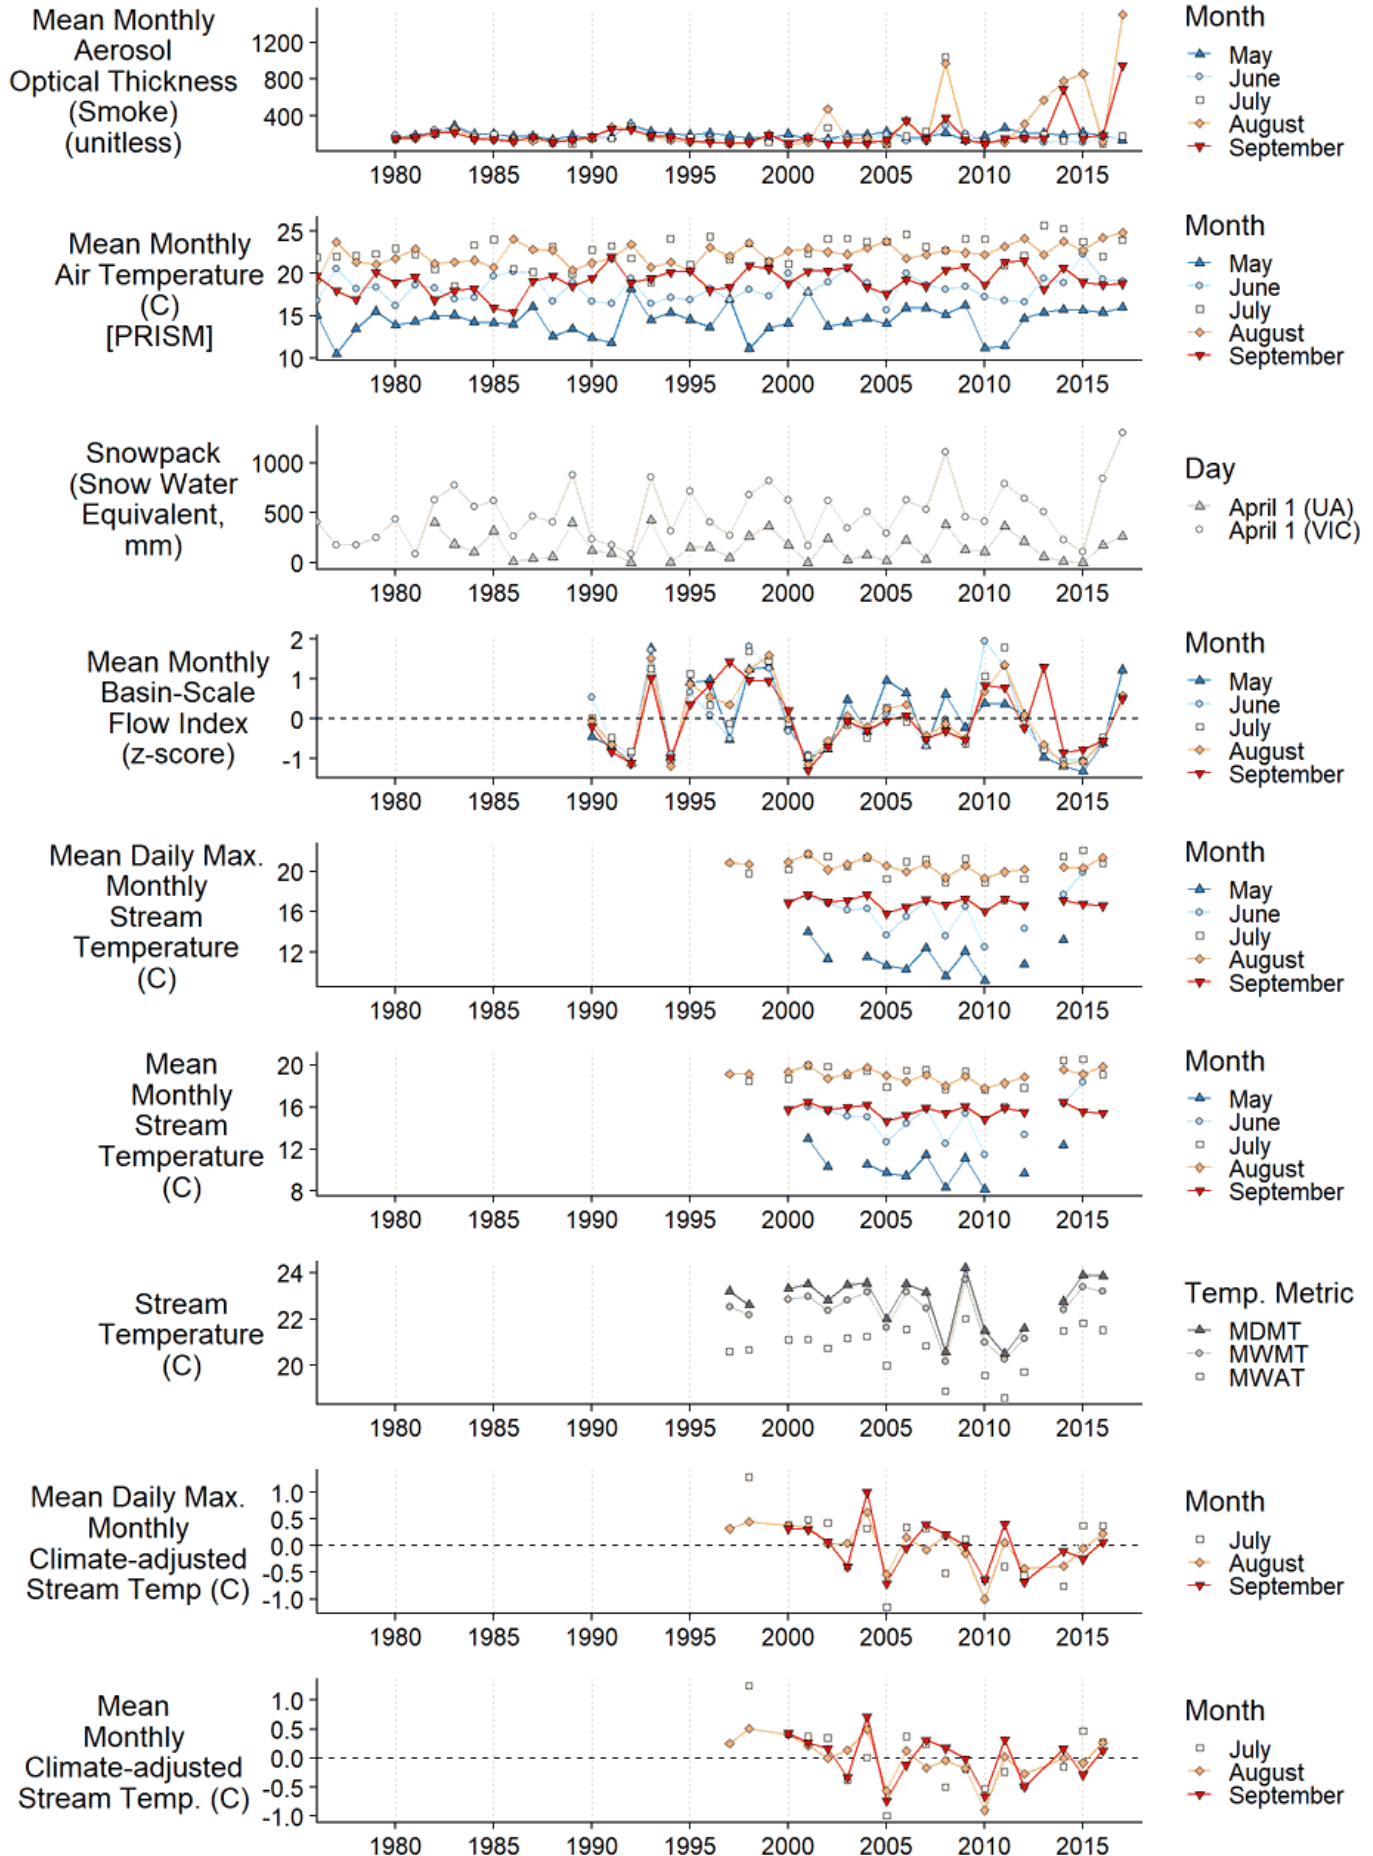 Mean Monthly
Aerosol
Optical Thickness
(Smoke)
(unitless)
1200
800
400
1980 1985 1990 1995 2000 2005 2010 2015
Month
May
June
July
August
September
Mean Monthly
Air Temperature
(C)
[PRISM]
25
20
15
10
1980 1985 1990 1995 2000 2005 2010 2015
Month
May
June
July
August
September
Snowpack
(Snow Water
Equivalent,
mm)
1000
500
0
1980 1985 1990 1995 2000 2005 2010 2015
Day
April 1 (UA)
April 1 (VIC)
Mean Monthly
Basin-Scale
Flow Index
(z-score)
2
1
0
-1
1980 1985 1990 1995 2000 2005 2010 2015
Month
May
June
July
August
September
Mean Daily Max.
Monthly
Stream
Temperature
(C)
20
16
12
1980 1985 1990 1995 2000 2005 2010 2015
Month
May
June
July
August
September
Mean
Monthly
Stream
Temperature
(C)
20
16
12
8
1980 1985 1990 1995 2000 2005 2010 2015
Month
May
June
July
August
September
Stream
Temperature
(C)
24
22
20
1980 1985 1990 1995 2000 2005 2010 2015
Temp. Metric
MDMT
MWMT
MWAT
Mean Daily Max.
Monthly
Climate-adjusted
Stream Temp (C)
1.0
0.5
0.0
-0.5
-1.0
1980 1985 1990 1995 2000 2005 2010 2015
Month
July
August
September
Mean
Monthly
Climate-adjusted
Stream Temp. (C)
1.0
0.5
0.0
-0.5
-1.0
1980 1985 1990 1995 2000 2005 2010 2015
Month
July
August
September